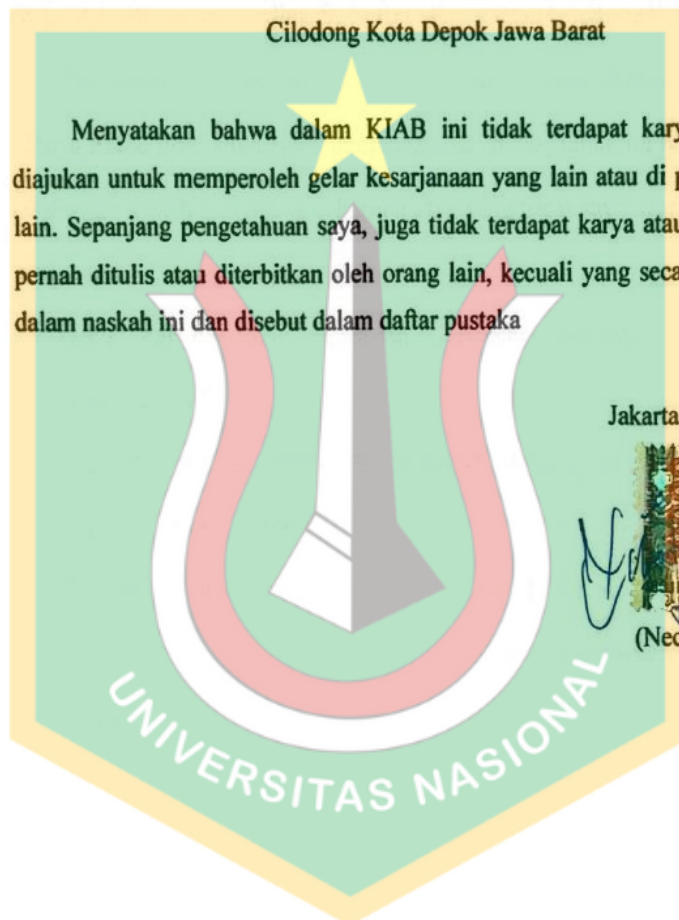 Cilodong Kota Depok Jawa Barat
Menyatakan bahwa dalam KIAB ini tidak terdapat kary
diajukan untuk memperoleh gelar kesarjanaan yang lain atau di p
lain. Sepanjang pengetahuan saya, juga tidak terdapat karya atau
pernah ditulis atau diterbitkan oleh orang lain, kecuali yang seca
dalam naskah ini dan disebut dalam daftar pustaka
Jakarta
(Nec
UNIVERSITAS NASIONAL